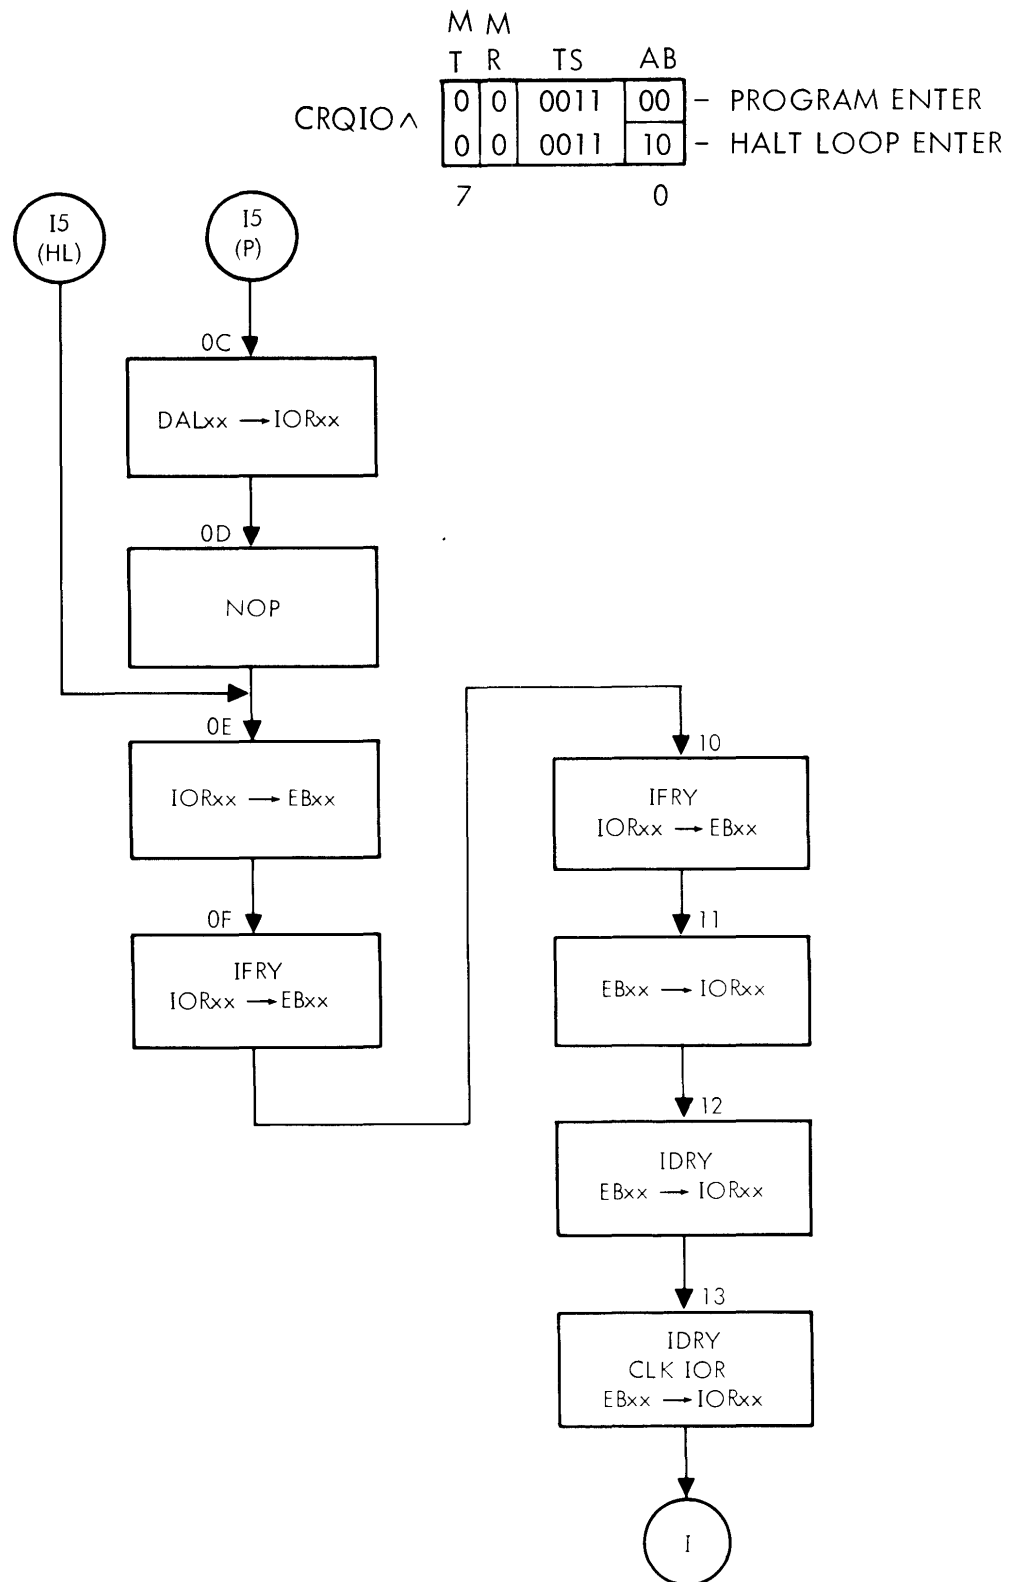 M M
T R TS AB
CRQIO∧
0 0 0011 00 – PROGRAM ENTER
0 0 0011 10 – HALT LOOP ENTER
7 0
I5
(HL)
I5
(P)
0C
DALxx → IORxx
0D
NOP
0E
IORxx → EBxx
0F
IFRY
IORxx → EBxx
10
IFRY
IORxx → EBxx
11
EBxx → IORxx
12
IDRY
EBxx → IORxx
13
IDRY
CLK IOR
EBxx → IORxx
I